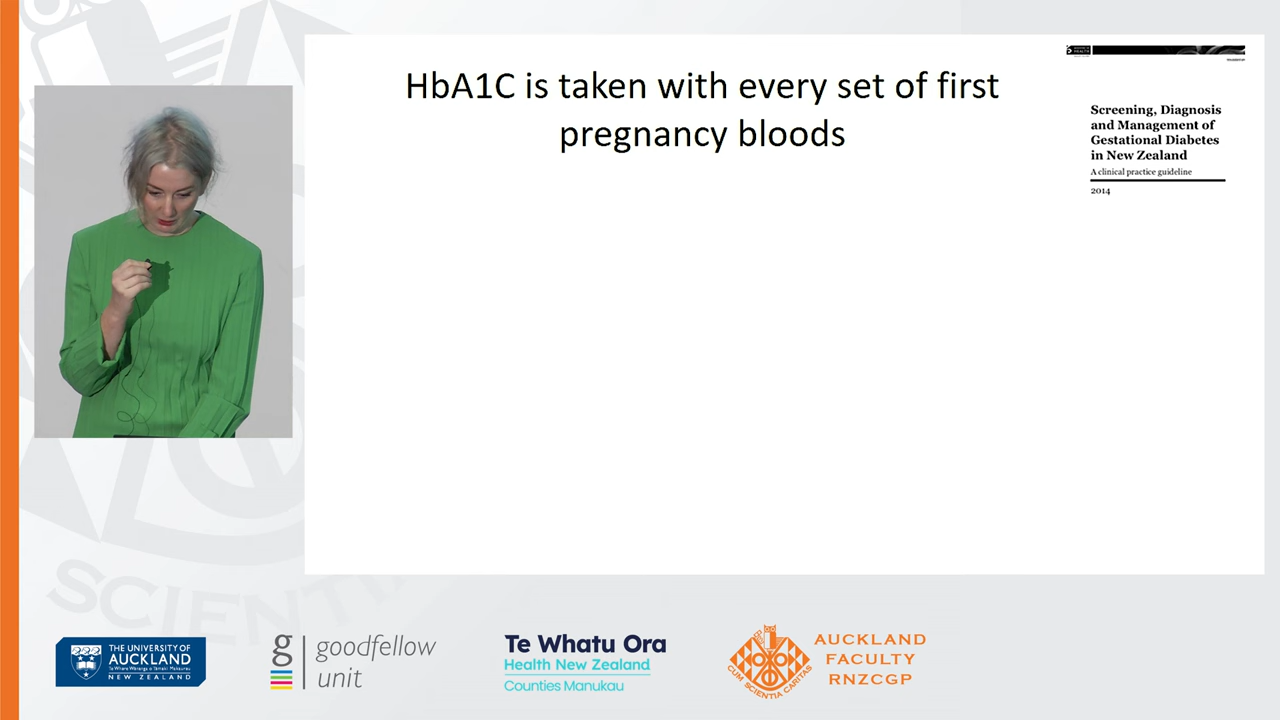 HbA1C is taken with every set of first
pregnancy bloods
Screening, Diagnosis
and Management of
Gestational Diabetes
in New Zealand
A clinical practice guideline
2014
SCIENTI
THE UNIVERSITY OF
AUCKLAND
Te Whare Wānanga o Tāmaki Makaurau
NEW ZEALAND
g
goodfellow
unit
Te Whatu Ora
Health New Zealand
Counties Manukau
CUM SCIENTIA CARITAS
AUCKLAND
FACULTY
RNZCGP